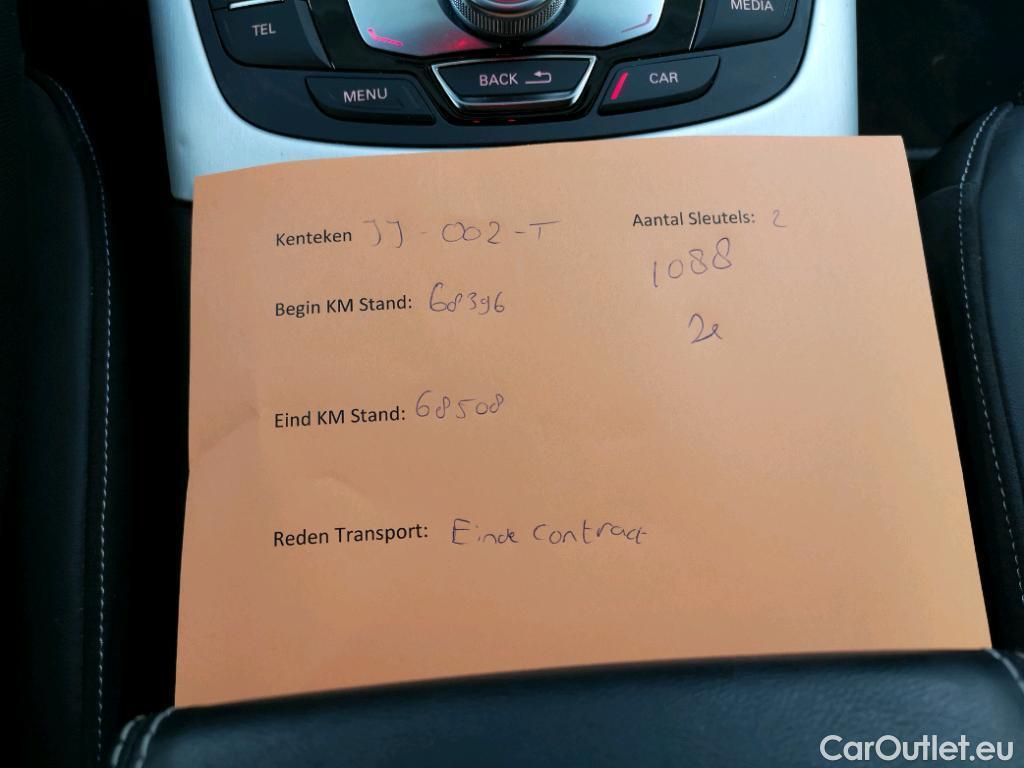 TEL
MEDIA
MENU
BACK
CAR
Kenteken JJ-002-T
Aantal Sleutels: 2
1088
Begin KM Stand: 68396
2e
Eind KM Stand: 68508
Reden Transport: Einde contract
CarOutlet.eu